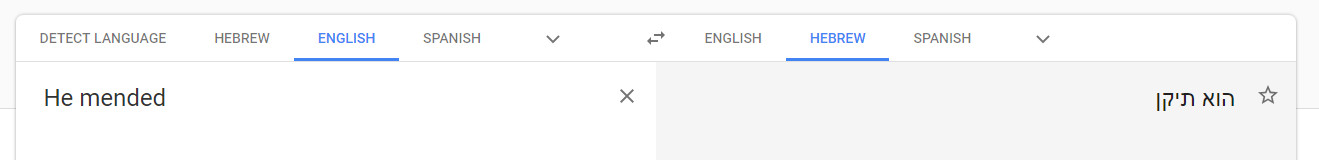 DETECT LANGUAGE HEBREW ENGLISH SPANISH ENGLISH HEBREW SPANISH
He mended
הוא תיקן